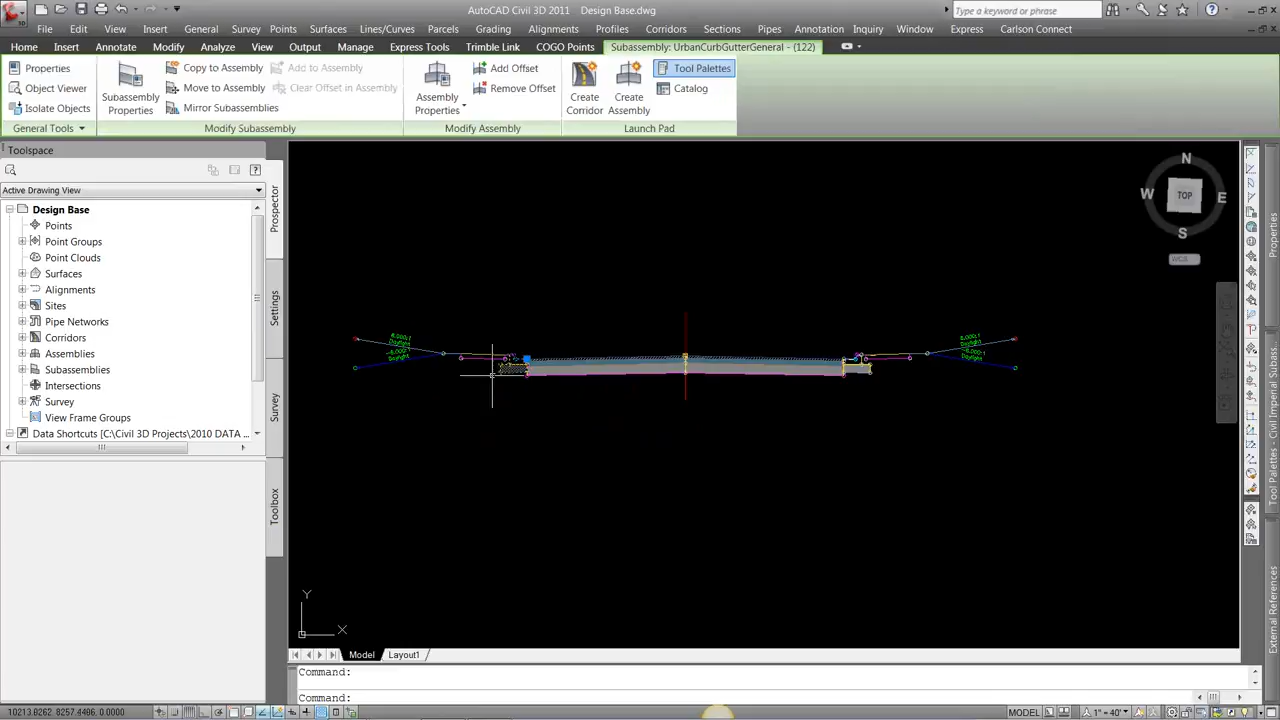 AutoCAD Civil 3D 2011 Design Base.dwg
Type a keyword or phrase
File Edit View Insert General Survey Points Surfaces Lines/Curves Parcels Grading Alignments Profiles Corridors Sections Pipes Annotation Inquiry Window Express Carlson Connect
Home Insert Annotate Modify Analyze View Output Manage Express Tools Trimble Link COGO Points Subassembly: UrbanCurbGutterGeneral - (122)
Properties
Object Viewer
Isolate Objects
General Tools
Subassembly
Properties
Copy to Assembly
Move to Assembly
Mirror Subassemblies
Add to Assembly
Clear Offset in Assembly
Modify Subassembly
Assembly
Properties
Add Offset
Remove Offset
Modify Assembly
Create
Corridor
Create
Assembly
Tool Palettes
Catalog
Launch Pad
Toolspace
Active Drawing View
Design Base
Points
Point Groups
Point Clouds
Surfaces
Alignments
Sites
Pipe Networks
Corridors
Assemblies
Subassemblies
Intersections
Survey
View Frame Groups
Data Shortcuts [C:\Civil 3D Projects\2010 DATA ...
Prospector
Settings
Survey
Toolbox
N
W
TOP
E
S
WCS
Daylight
Daylight
Daylight
Daylight
Y
X
Properties
Tool Palettes - Civil Imperial Subass...
External References
Model
Layout1
Command:
Command:
MODEL
1" = 40'